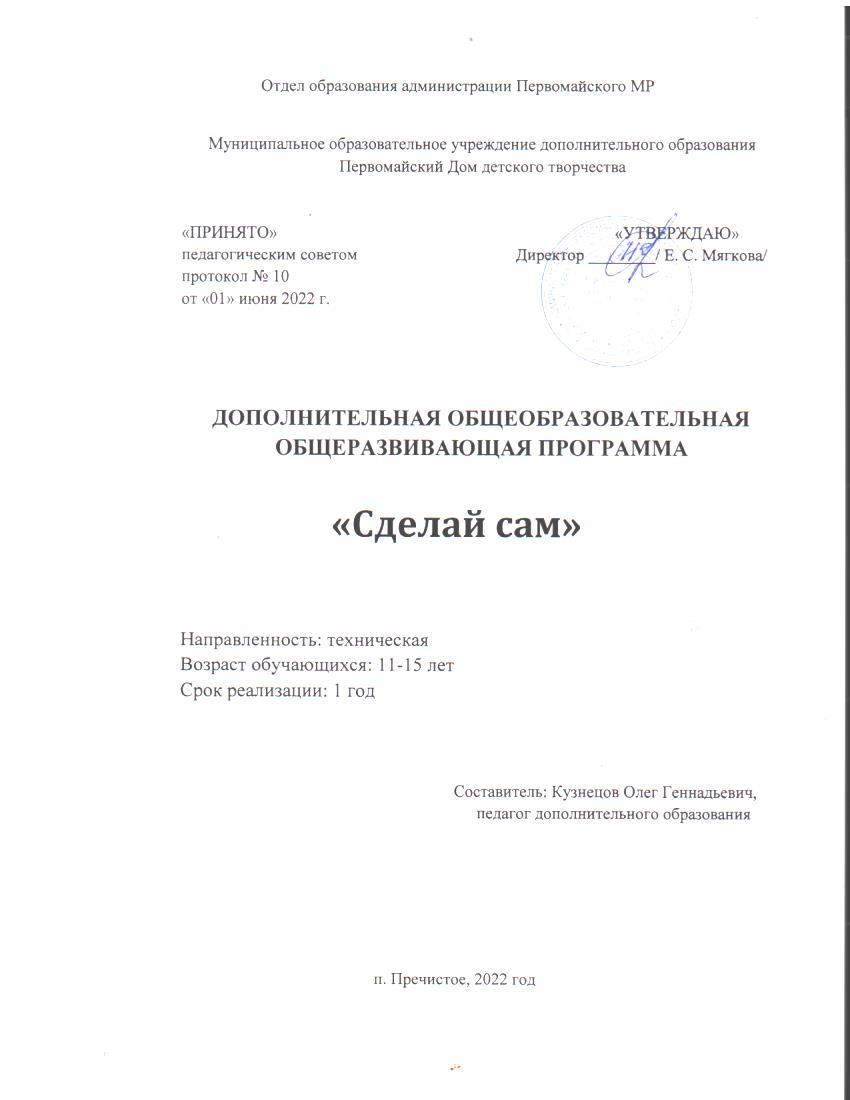 Отдел образования администрации Первомайского МР
Муниципальное образовательное учреждение дополнительного образования
Первомайский Дом детского творчества
«ПРИНЯТО»
педагогическим советом
протокол № 10
от «01» июня 2022 г.
«УТВЕРЖДАЮ»
Директор ________/ Е. С. Мягкова/
ДОПОЛНИТЕЛЬНАЯ ОБЩЕОБРАЗОВАТЕЛЬНАЯ
ОБЩЕРАЗВИВАЮЩАЯ ПРОГРАММА
«Сделай сам»
Направленность: техническая
Возраст обучающихся: 11-15 лет
Срок реализации: 1 год
Составитель: Кузнецов Олег Геннадьевич,
педагог дополнительного образования
п. Пречистое, 2022 год